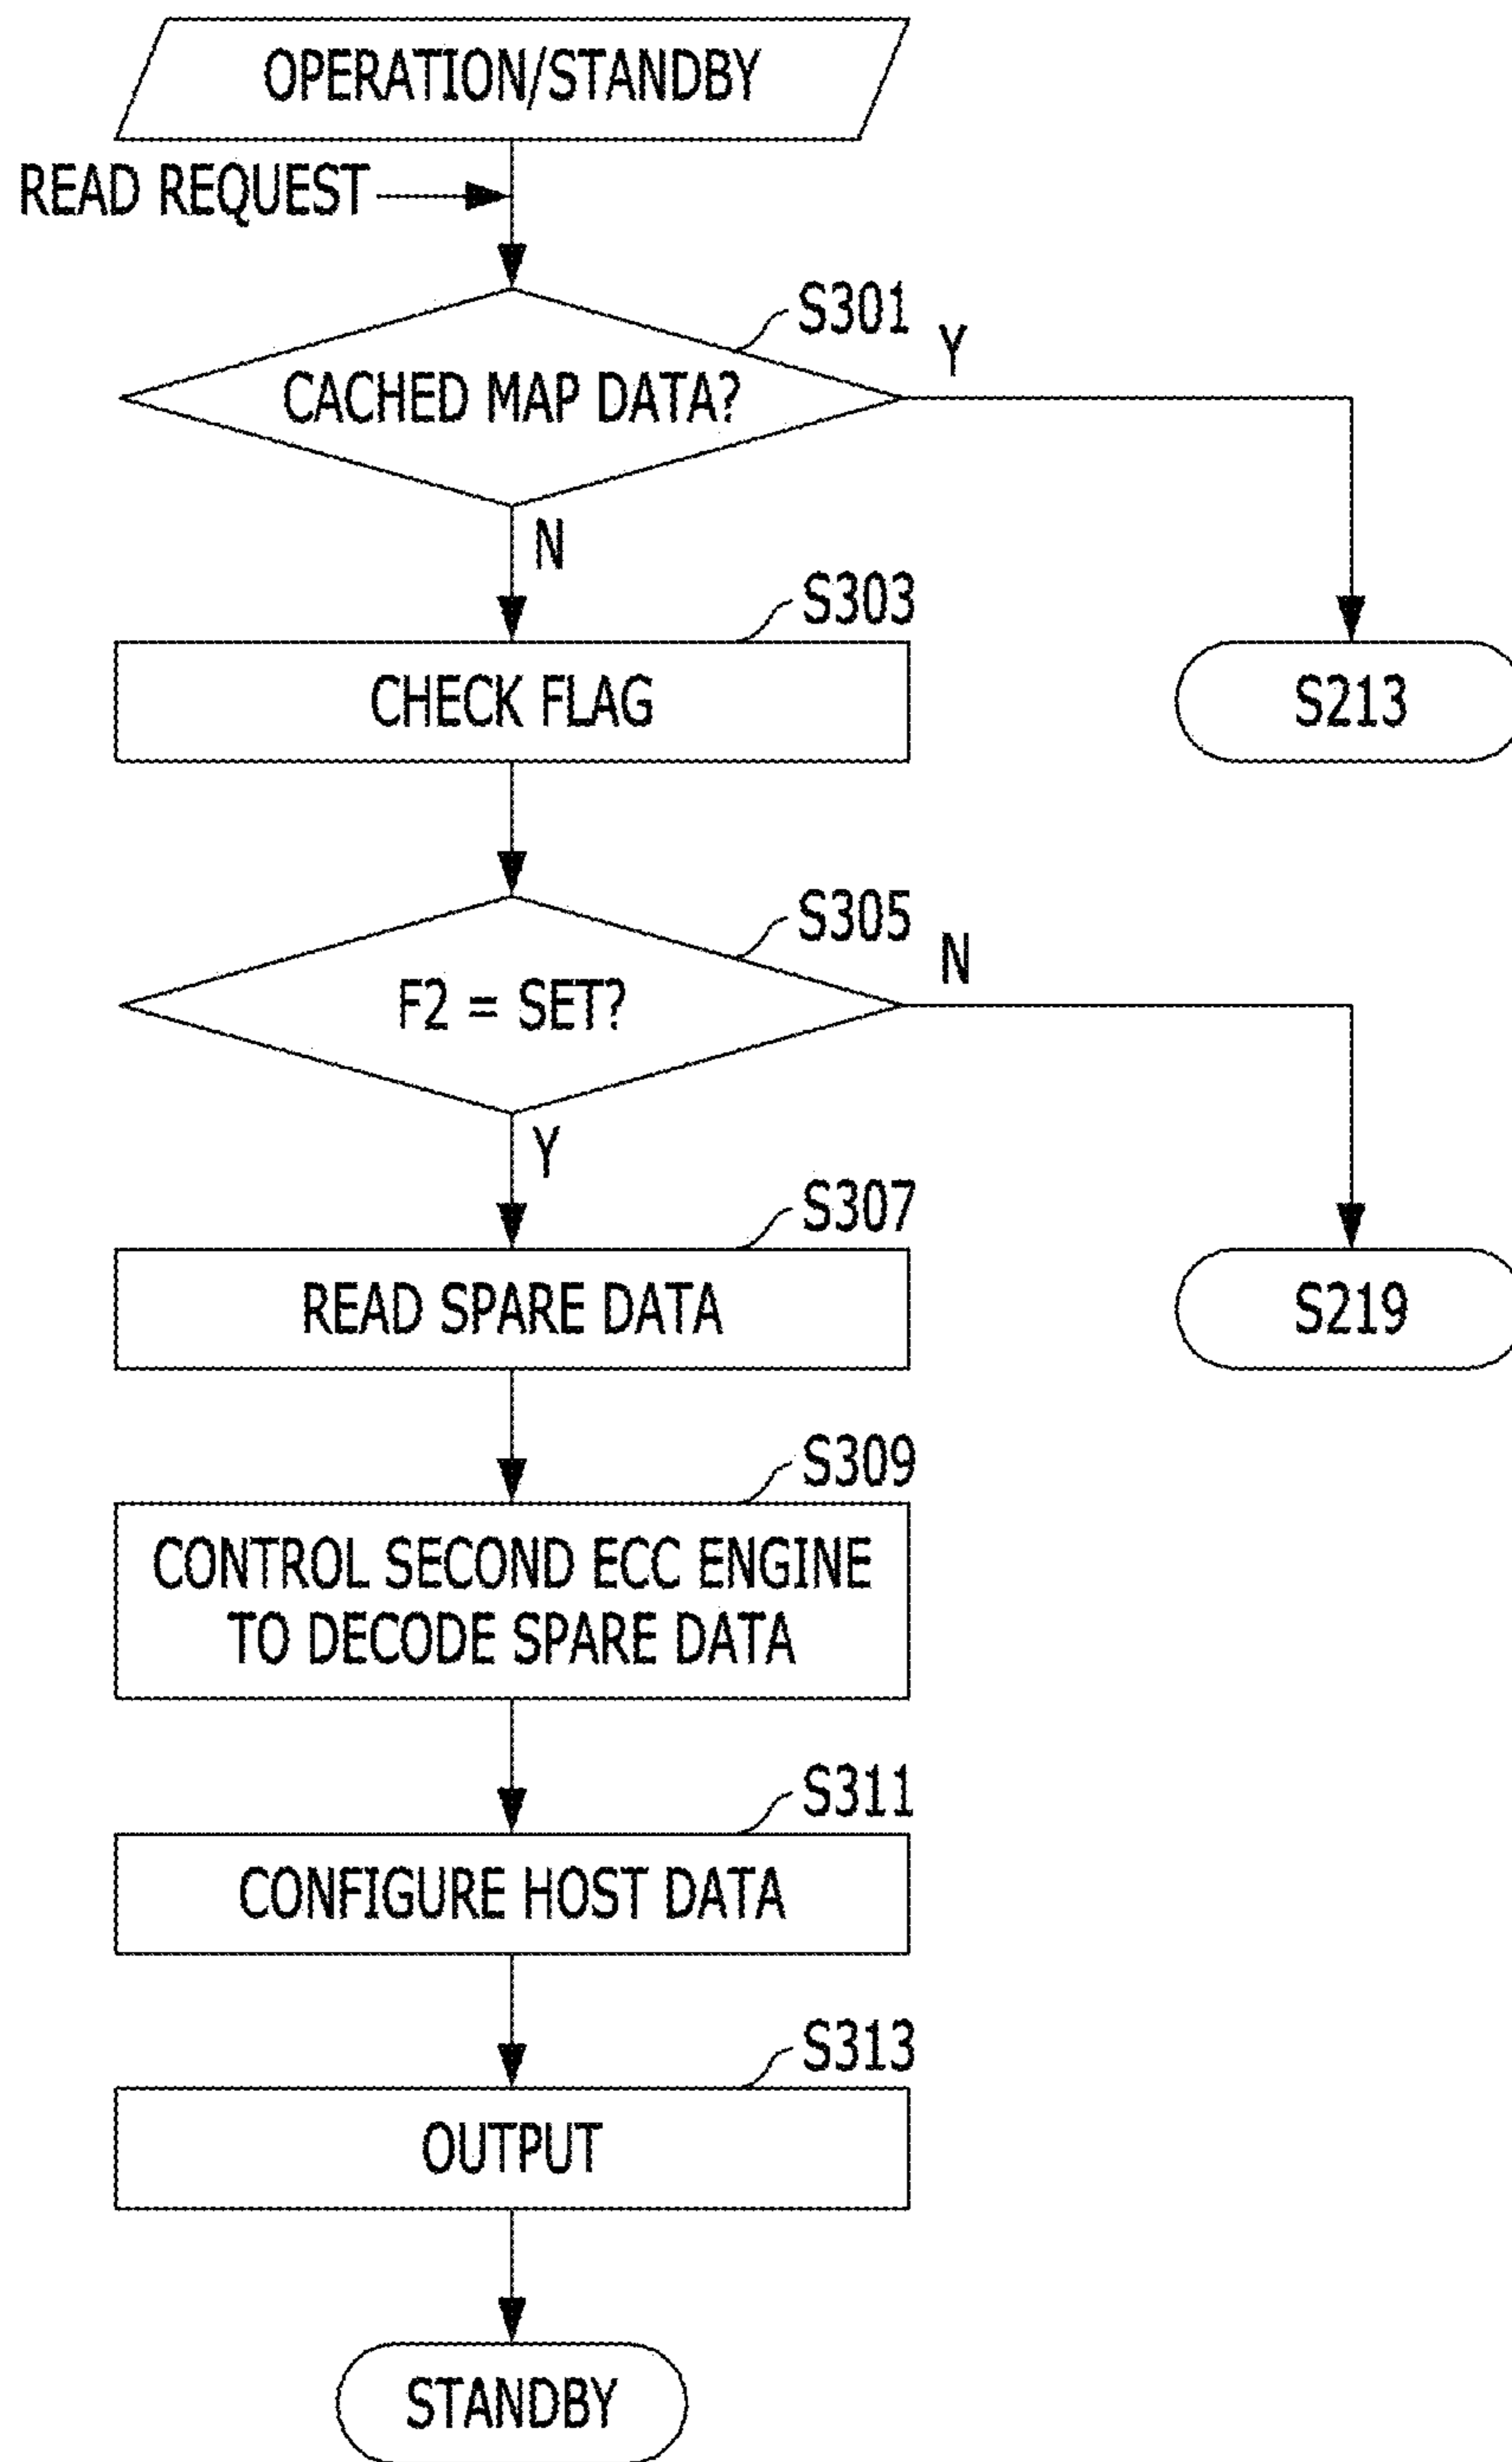 OPERATION/STANDBY
READ REQUEST
S301
Y
CACHED MAP DATA?
N
S303
CHECK FLAG
S213
S305
N
F2 = SET?
Y
S307
READ SPARE DATA
S219
S309
CONTROL SECOND ECC ENGINE
TO DECODE SPARE DATA
S311
CONFIGURE HOST DATA
S313
OUTPUT
STANDBY